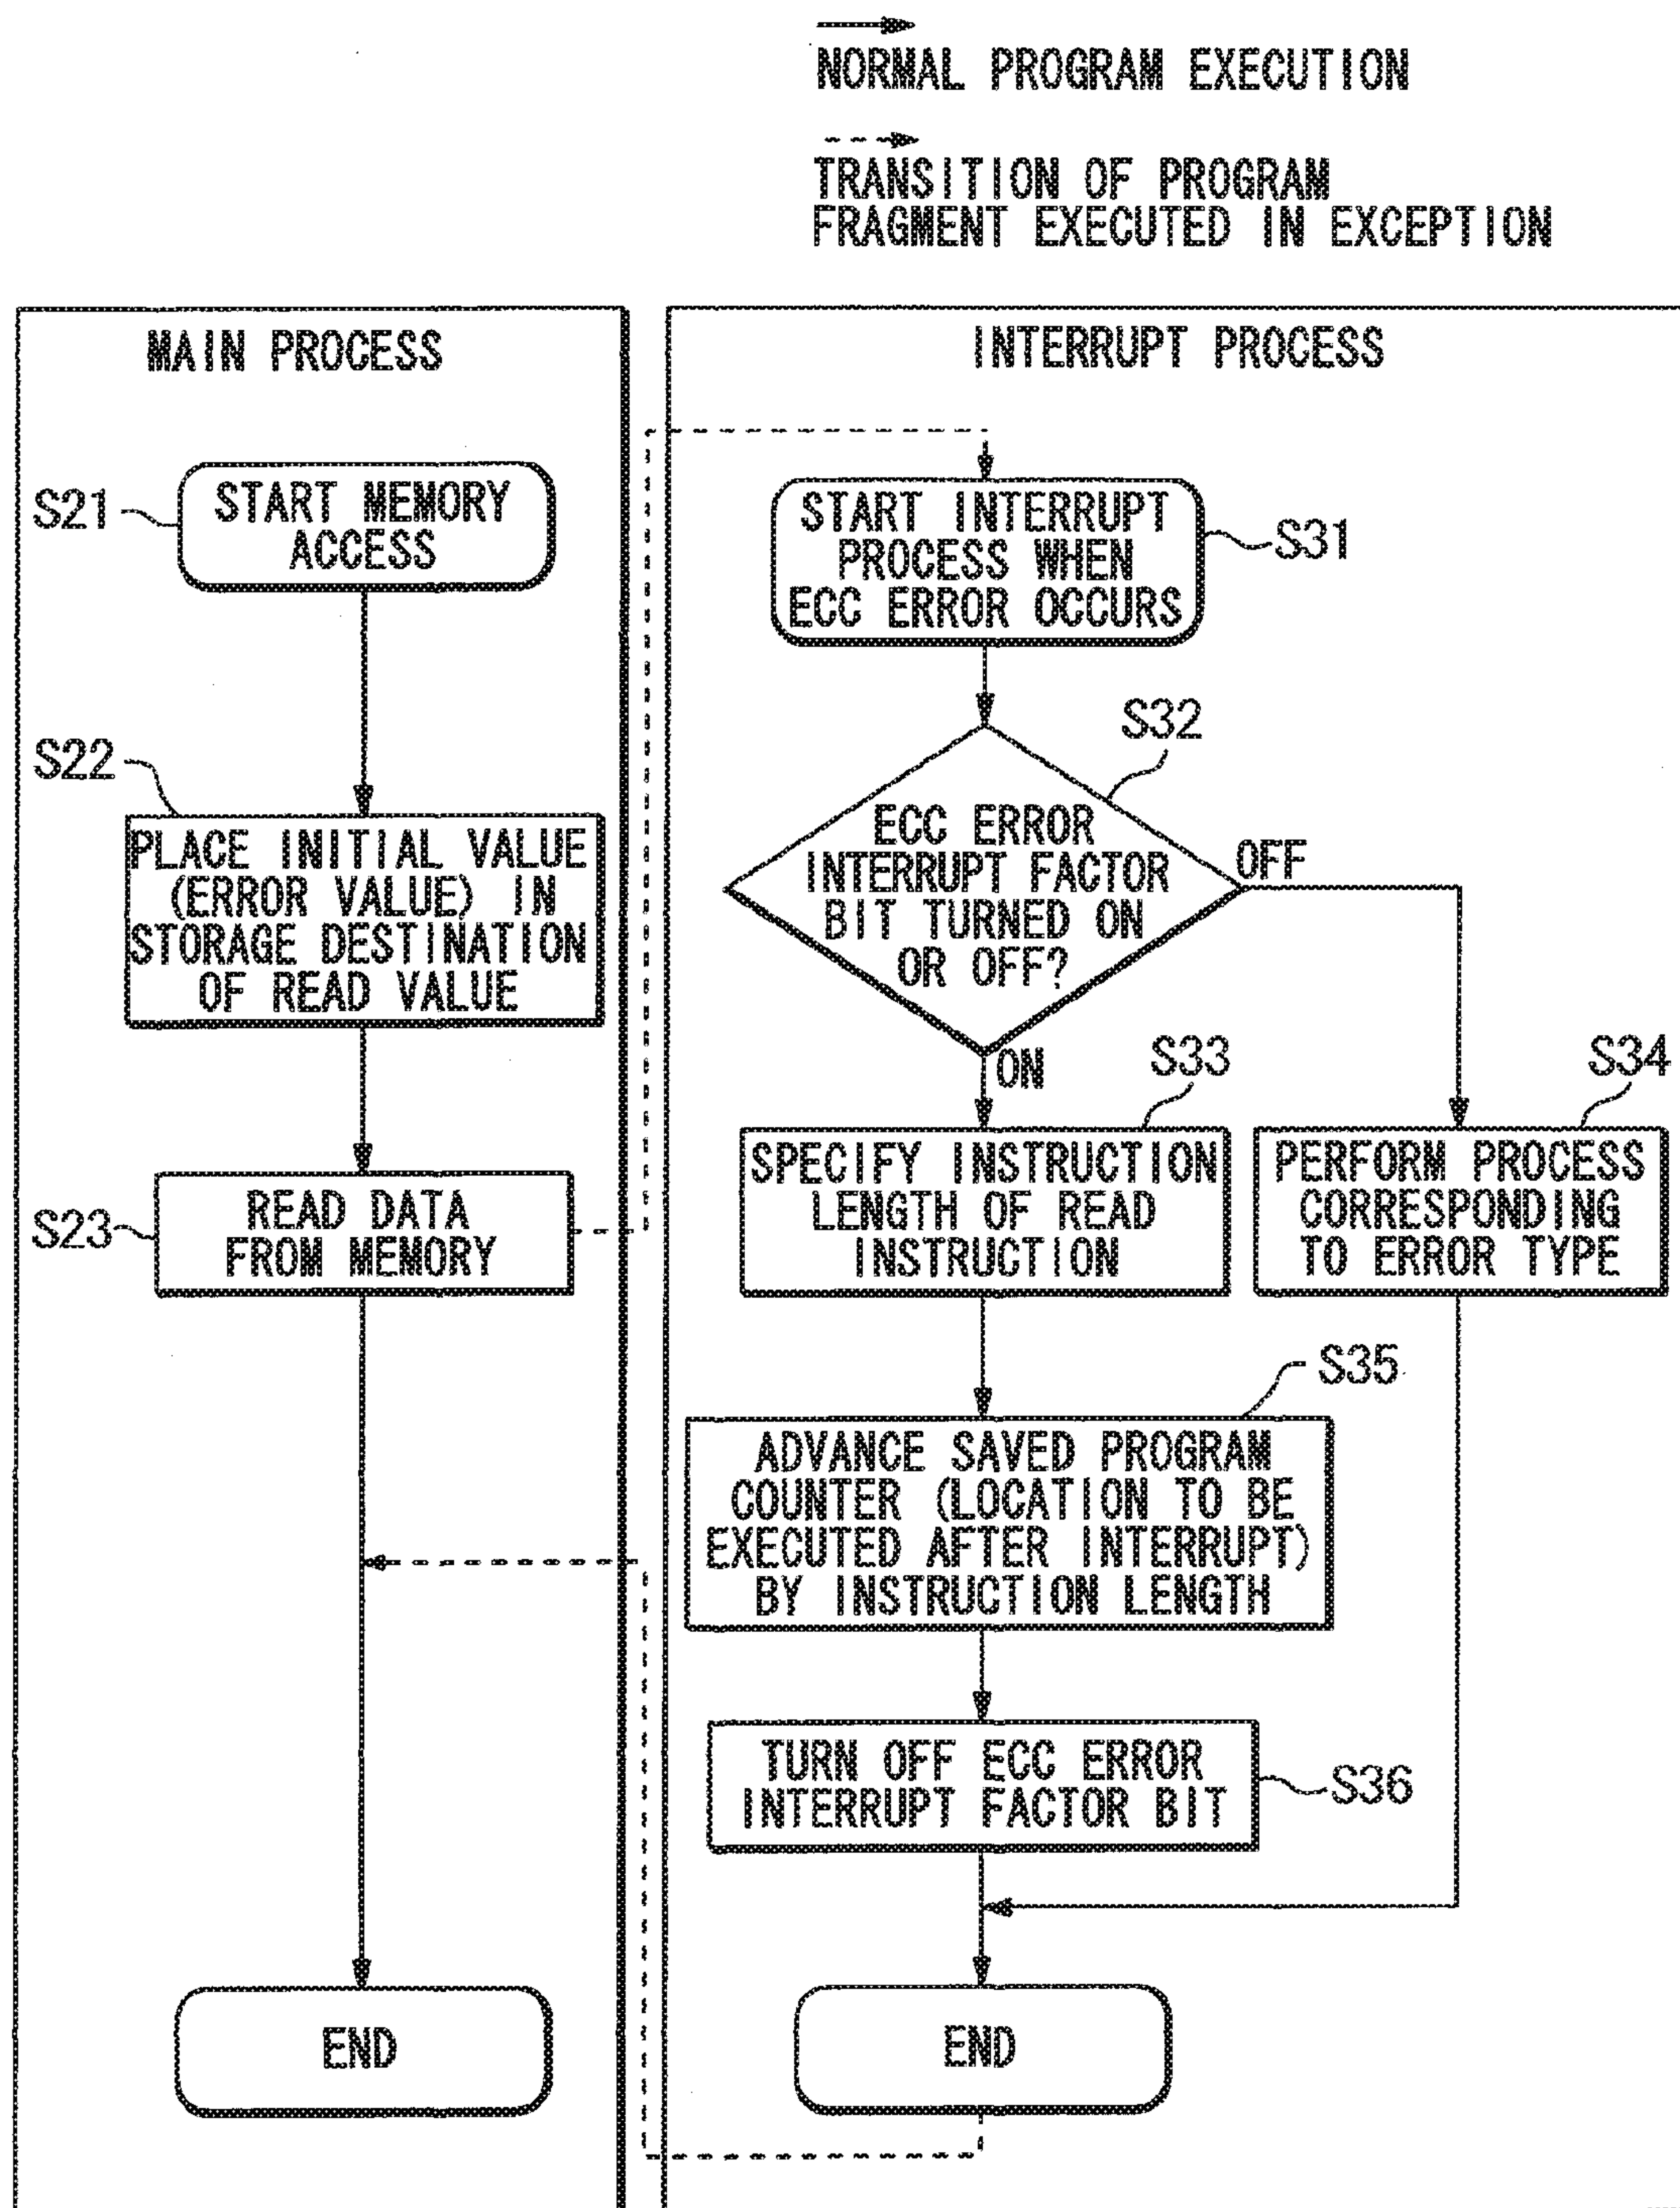 NORMAL PROGRAM EXECUTION
TRANSITION OF PROGRAM
FRAGMENT EXECUTED IN EXCEPTION
MAIN PROCESS
S21
START MEMORY
ACCESS
S22
PLACE INITIAL VALUE
(ERROR VALUE) IN
STORAGE DESTINATION
OF READ VALUE
S23
READ DATA
FROM MEMORY
END
INTERRUPT PROCESS
START INTERRUPT
PROCESS WHEN
ECC ERROR OCCURS
S31
S32
ECC ERROR
INTERRUPT FACTOR
BIT TURNED ON
OR OFF?
OFF
ON
S33
SPECIFY INSTRUCTION
LENGTH OF READ
INSTRUCTION
S34
PERFORM PROCESS
CORRESPONDING
TO ERROR TYPE
S35
ADVANCE SAVED PROGRAM
COUNTER (LOCATION TO BE
EXECUTED AFTER INTERRUPT)
BY INSTRUCTION LENGTH
TURN OFF ECC ERROR
INTERRUPT FACTOR BIT
S36
END